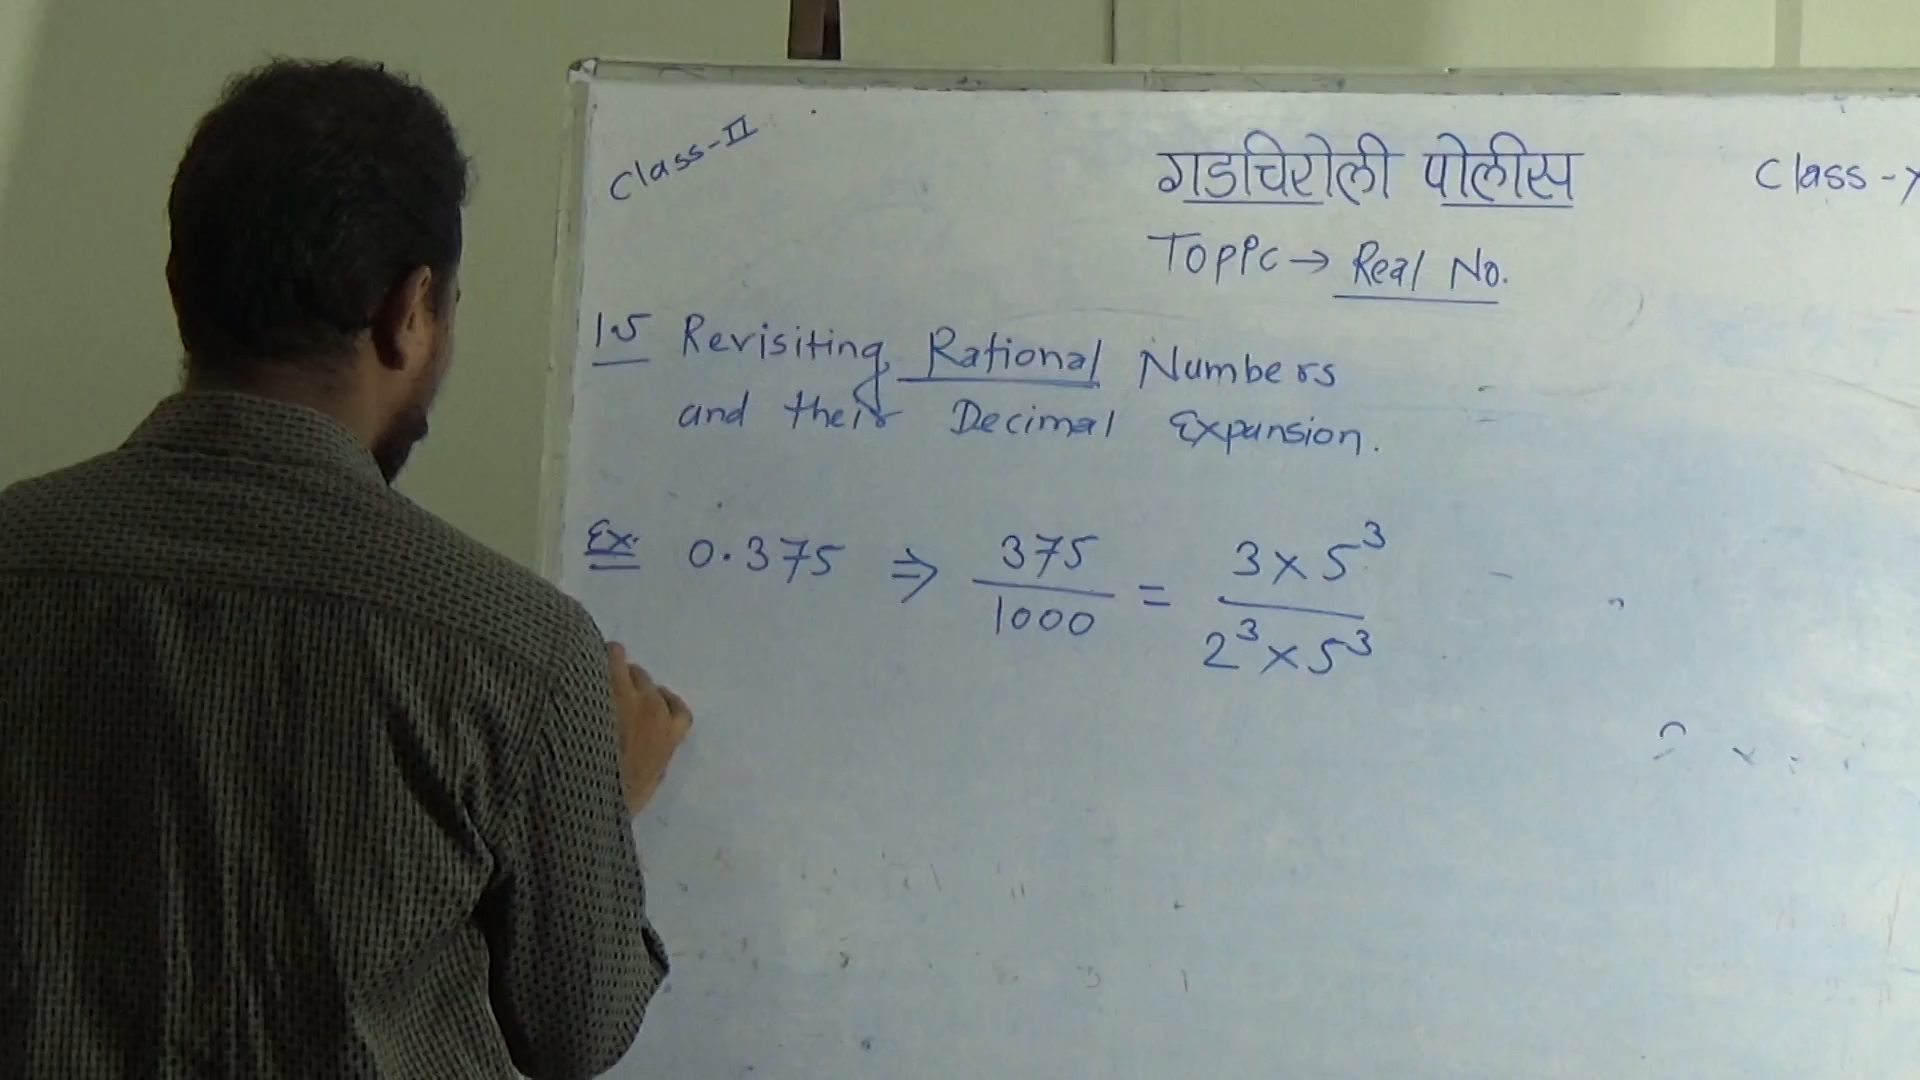 Class-II
गडचिरोली पोलीस
Class-X
Topic → Real No.
1.5 Revisiting Rational Numbers
and their Decimal Expansion.
Ex. 0.375 ⇒ 375/1000 = 3×5³/2³×5³